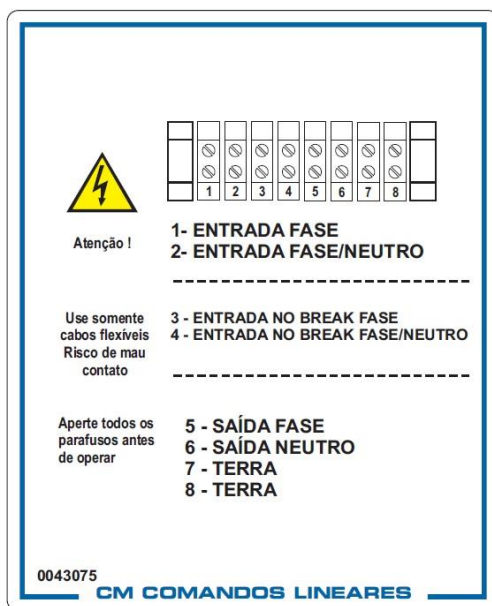 1 2 3 4 5 6 7 8
Atenção !
1- ENTRADA FASE
2- ENTRADA FASE/NEUTRO
Use somente
cabos flexíveis
Risco de mau
contato
3 - ENTRADA NO BREAK FASE
4 - ENTRADA NO BREAK FASE/NEUTRO
Aperte todos os
parafusos antes
de operar
5 - SAÍDA FASE
6 - SAÍDA NEUTRO
7 - TERRA
8 - TERRA
0043075
CM COMANDOS LINEARES